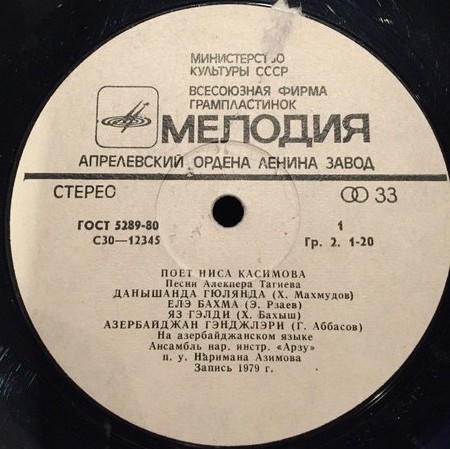 МИНИСТЕРСТВО
КУЛЬТУРЫ СССР
ВСЕСОЮЗНАЯ ФИРМА
ГРАМПЛАСТИНОК
МЕЛОДИЯ
АПРЕЛЕВСКИЙ ОРДЕНА ЛЕНИНА ЗАВОД
СТЕРЕО 33
ГОСТ 5289-80 1
С30—12345 Гр. 2. 1-20
ПОЕТ НИСА КАСИМОВА
Песни Алекпера Тагиева
ДАНЫШАНДА ГЮЛЯНДА (Х. Махмудов)
ЕЛЭ БАХМА (Э. Рзаев)
ЯЗ ГЭЛДИ (Х. Бахыш)
АЗЕРБАЙДЖАН ГЭНДЖЛЭРИ (Г. Аббасов)
На азербайджанском языке
Ансамбль нар. инстр. «Арзу»
п. у. Наримана Азимова
Запись 1979 г.